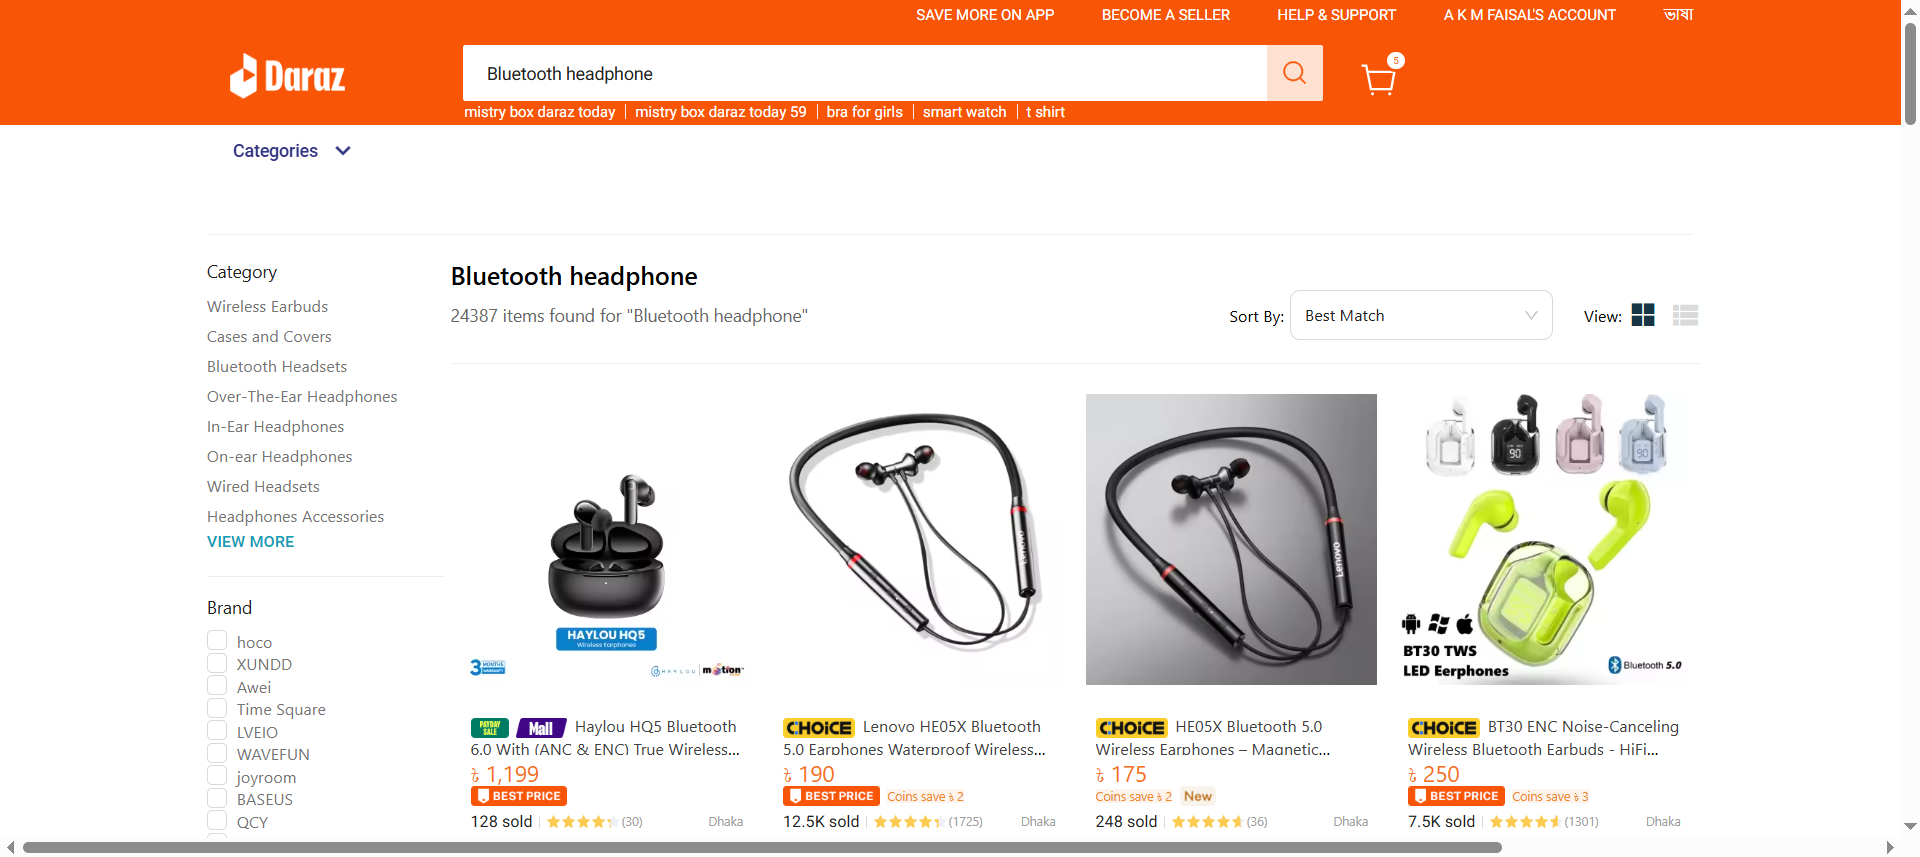 SAVE MORE ON APP BECOME A SELLER HELP & SUPPORT A K M FAISAL'S ACCOUNT ভাষা
Daraz
Bluetooth headphone
5
mistry box daraz today mistry box daraz today 59 bra for girls smart watch t shirt
Categories
Category
Wireless Earbuds
Cases and Covers
Bluetooth Headsets
Over-The-Ear Headphones
In-Ear Headphones
On-ear Headphones
Wired Headsets
Headphones Accessories
VIEW MORE
Brand
hoco
XUNDD
Awei
Time Square
LVEIO
WAVEFUN
joyroom
BASEUS
QCY
Bluetooth headphone
24387 items found for "Bluetooth headphone"
Sort By: Best Match View:
HAYLOU HQ5
Wireless Earphones
3 MONTHS WARRANTY
HAYLOU motion
PAYDAY SALE Mall Haylou HQ5 Bluetooth
6.0 With (ANC & ENC) True Wireless...
৳ 1,199
BEST PRICE
128 sold (30) Dhaka
Lenovo
CHOICE Lenovo HE05X Bluetooth
5.0 Earphones Waterproof Wireless...
৳ 190
BEST PRICE Coins save ৳ 2
12.5K sold (1725) Dhaka
Lenovo
CHOICE HE05X Bluetooth 5.0
Wireless Earphones – Magnetic...
৳ 175
Coins save ৳ 2 New
248 sold (36) Dhaka
90 90
BT30 TWS
LED Eerphones
Bluetooth 5.0
CHOICE BT30 ENC Noise-Canceling
Wireless Bluetooth Earbuds - HiFi...
৳ 250
BEST PRICE Coins save ৳ 3
7.5K sold (1301) Dhaka